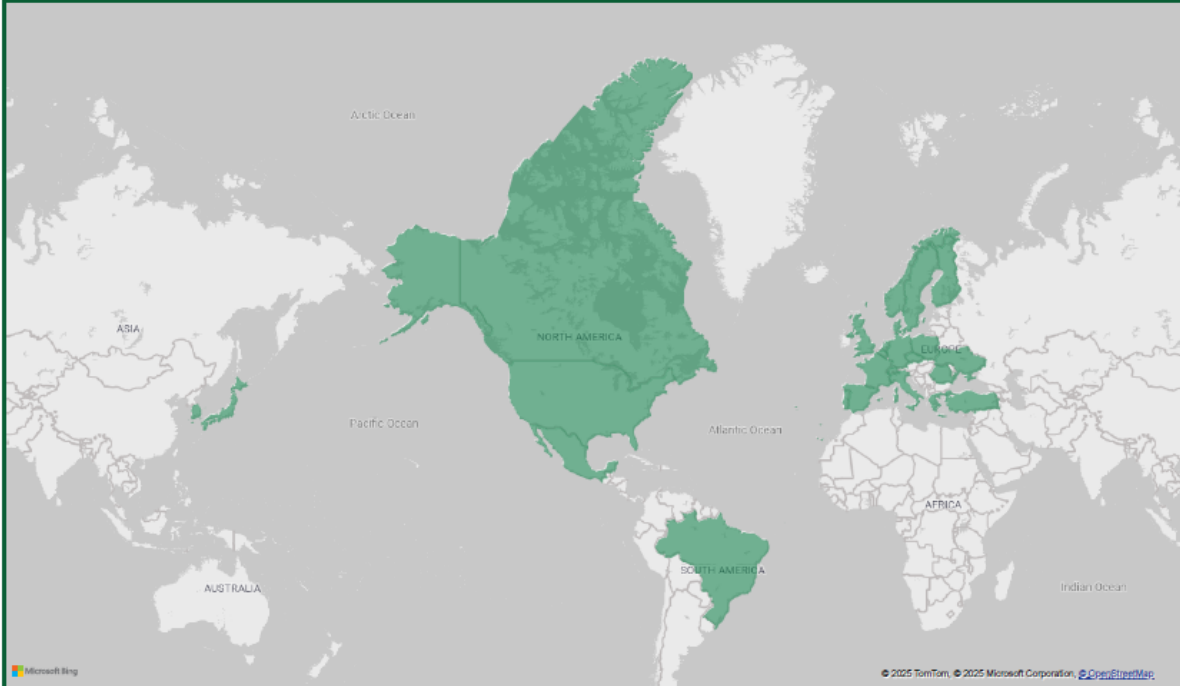 Arctic Ocean
ASIA
NORTH AMERICA
EUROPE
Pacific Ocean
Atlantic Ocean
AFRICA
SOUTH AMERICA
AUSTRALIA
Indian Ocean
Microsoft Bing
© 2025 TomTom, © 2025 Microsoft Corporation, © OpenStreetMap